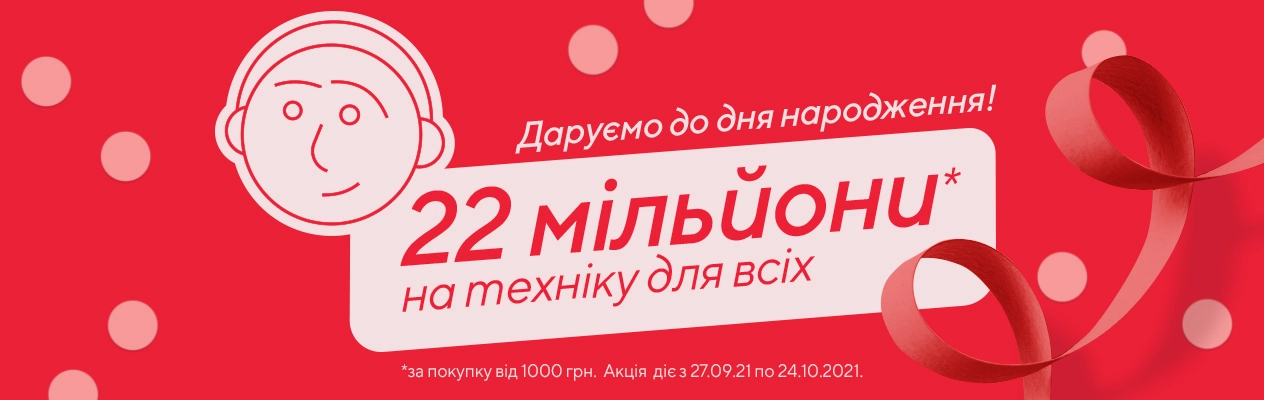 Даруємо до дня народження!
22 мільйони*
на техніку для всіх
*за покупку від 1000 грн. Акція діє з 27.09.21 по 24.10.2021.